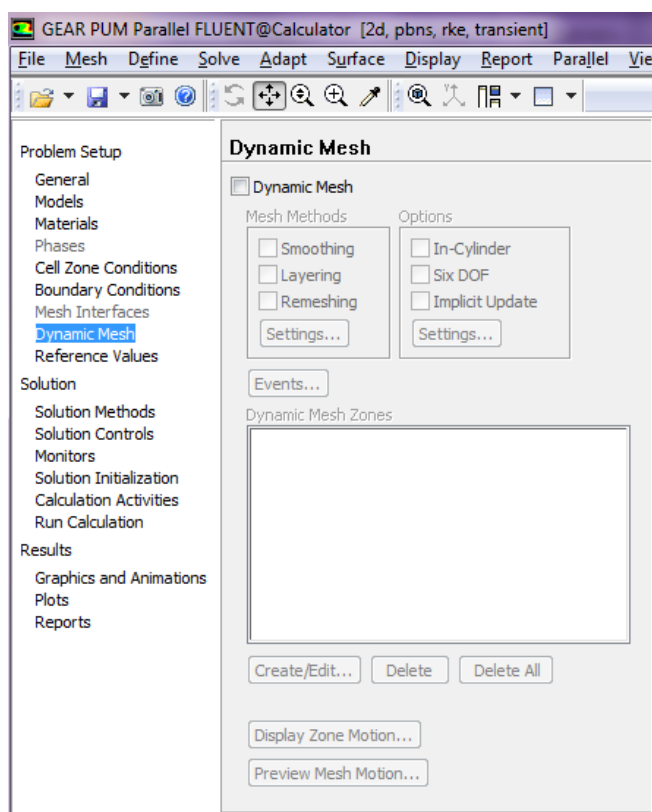 GEAR PUM Parallel FLUENT@Calculator [2d, pbns, rke, transient]
File Mesh Define Solve Adapt Surface Display Report Parallel Vie
Problem Setup
General
Models
Materials
Phases
Cell Zone Conditions
Boundary Conditions
Mesh Interfaces
Dynamic Mesh
Reference Values
Solution
Solution Methods
Solution Controls
Monitors
Solution Initialization
Calculation Activities
Run Calculation
Results
Graphics and Animations
Plots
Reports
Dynamic Mesh
Dynamic Mesh
Mesh Methods Options
Smoothing In-Cylinder
Layering Six DOF
Remeshing Implicit Update
Settings... Settings...
Events...
Dynamic Mesh Zones
Create/Edit... Delete Delete All
Display Zone Motion...
Preview Mesh Motion...